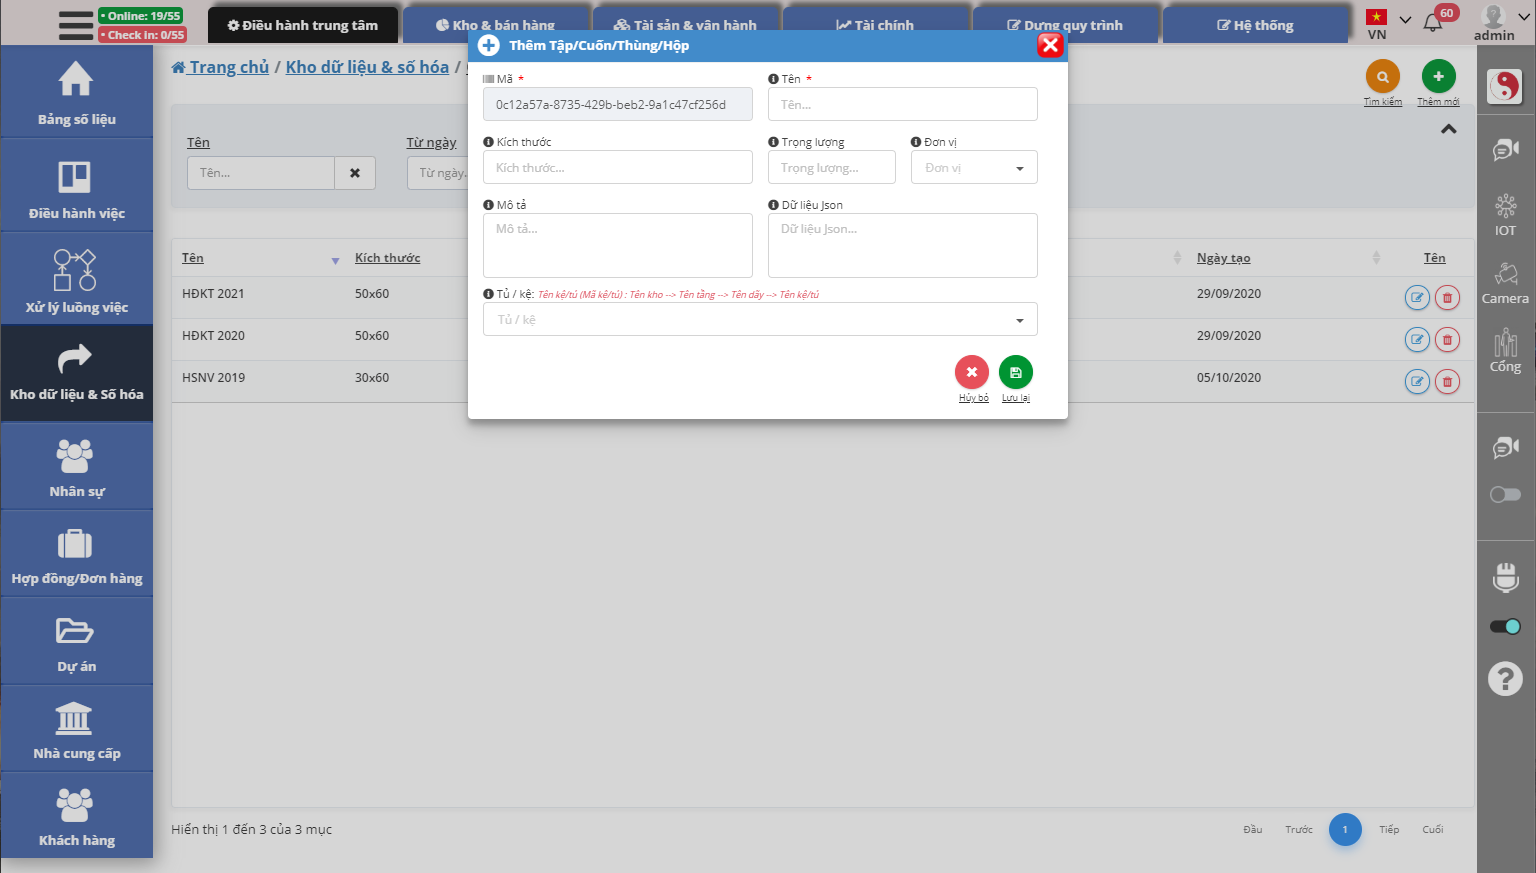 • Online: 19/55
• Check In: 0/55
Điều hành trung tâm
Kho & bán hàng
Tài sản & vận hành
Tài chính
Dựng quy trình
Hệ thống
VN
60
admin
Bảng số liệu
Điều hành việc
Xử lý luồng việc
Kho dữ liệu & Số hóa
Nhân sự
Hợp đồng/Đơn hàng
Dự án
Nhà cung cấp
Khách hàng
Trang chủ / Kho dữ liệu & số hóa /
Tìm kiếm
Thêm mới
Tên
Từ ngày
Tên...
Từ ngày.
Thêm Tập/Cuốn/Thùng/Hộp
Mã *
Tên *
0c12a57a-8735-429b-beb2-9a1c47cf256d
Tên...
Kích thước
Trọng lượng
Đơn vị
Kích thước...
Trọng lượng...
Đơn vị
Mô tả
Dữ liệu Json
Mô tả...
Dữ liệu Json...
Tủ / kệ: Tên kệ/tủ (Mã kệ/tủ) : Tên kho --> Tên tầng --> Tên dãy --> Tên kệ/tủ
Tủ / kệ
Hủy bỏ
Lưu lại
Tên
Kích thước
Ngày tạo
Tên
HĐKT 2021
50x60
29/09/2020
HĐKT 2020
50x60
29/09/2020
HSNV 2019
30x60
05/10/2020
Hiển thị 1 đến 3 của 3 mục
Đầu
Trước
1
Tiếp
Cuối
IOT
Camera
Cổng